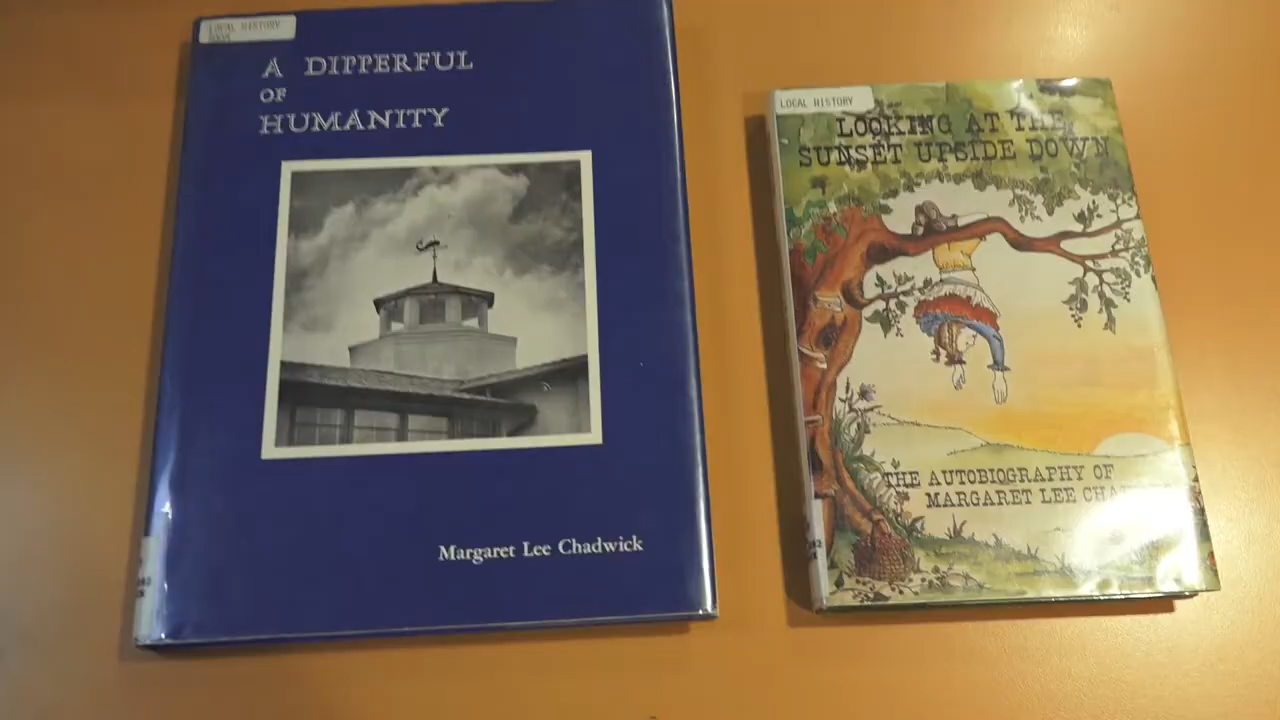 LOCAL HISTORY
A DIPPERFUL
OF
HUMANITY
Margaret Lee Chadwick
LOCAL HISTORY
LOOKING AT THE
SUNSET UPSIDE DOWN
THE AUTOBIOGRAPHY OF
MARGARET LEE